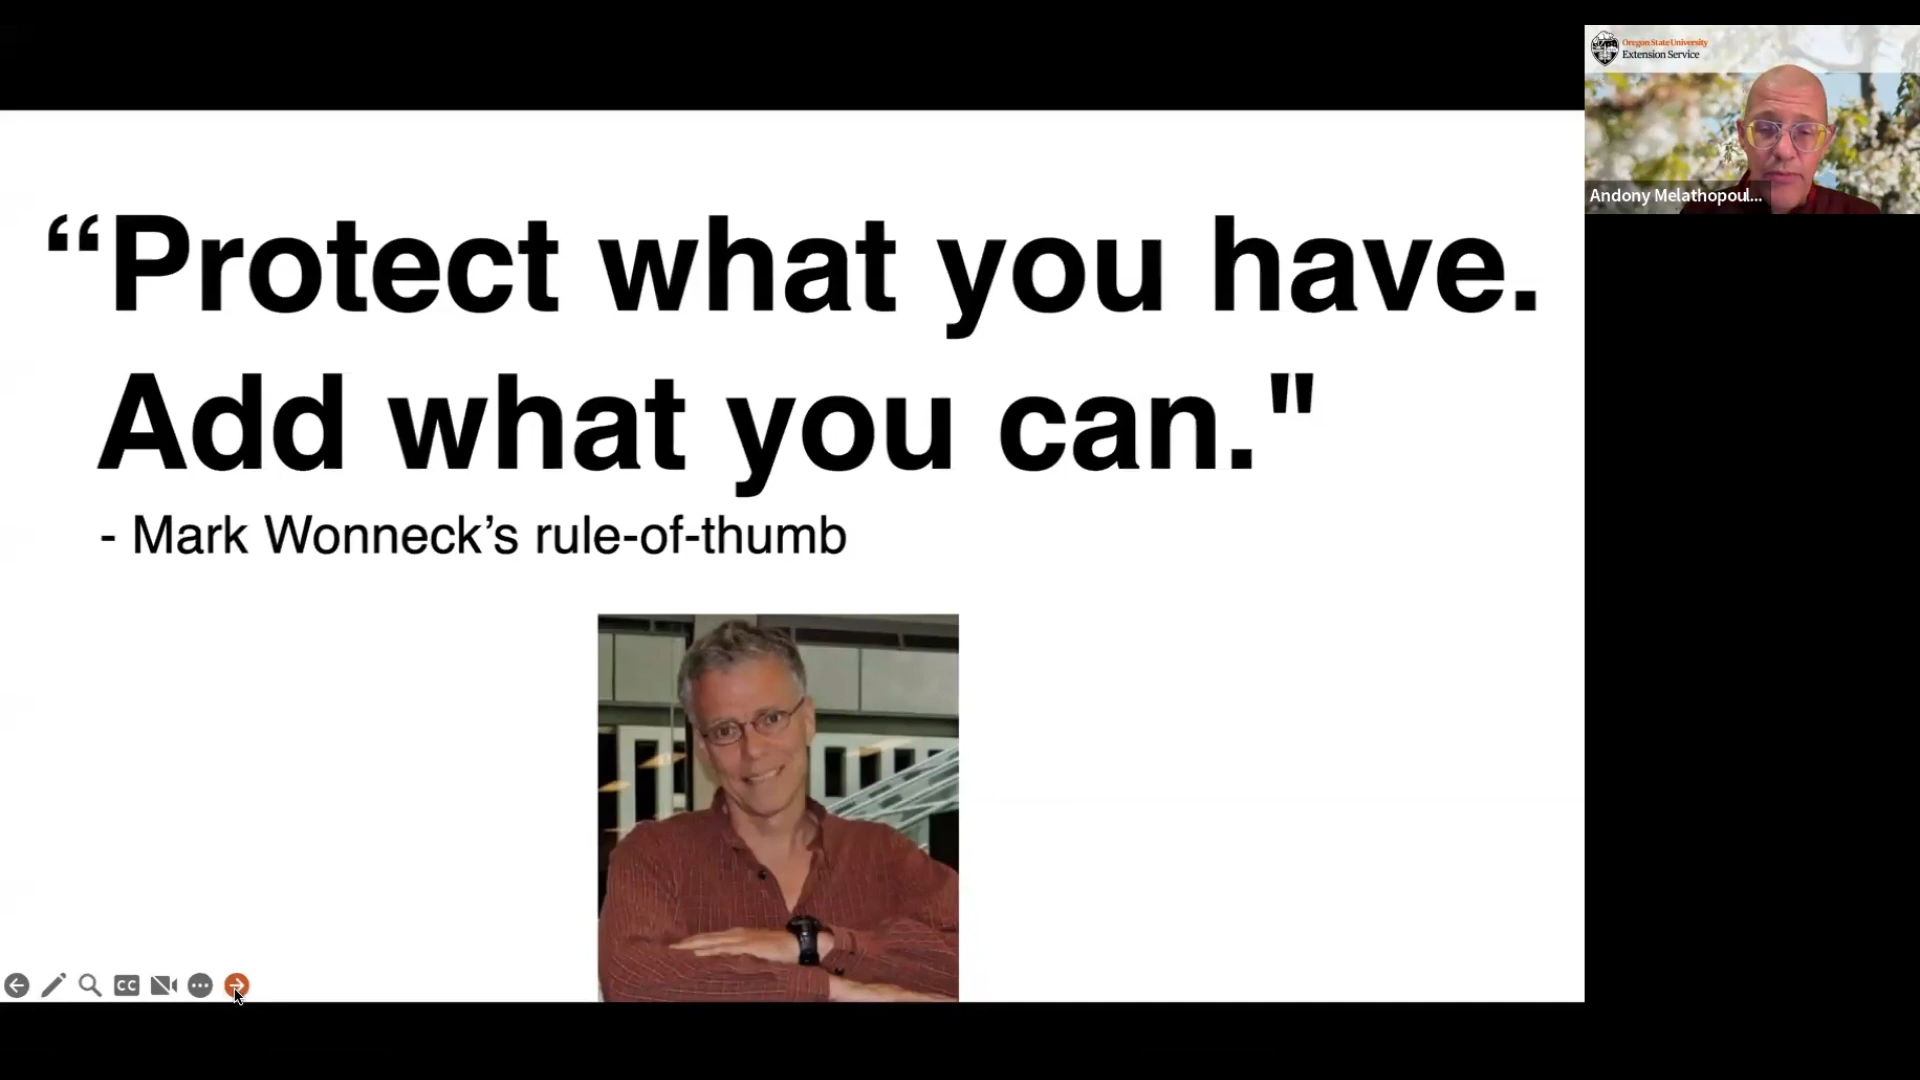 “Protect what you have.
Add what you can."
- Mark Wonneck’s rule-of-thumb
Oregon State University
Extension Service
Andony Melathopoul...
CC